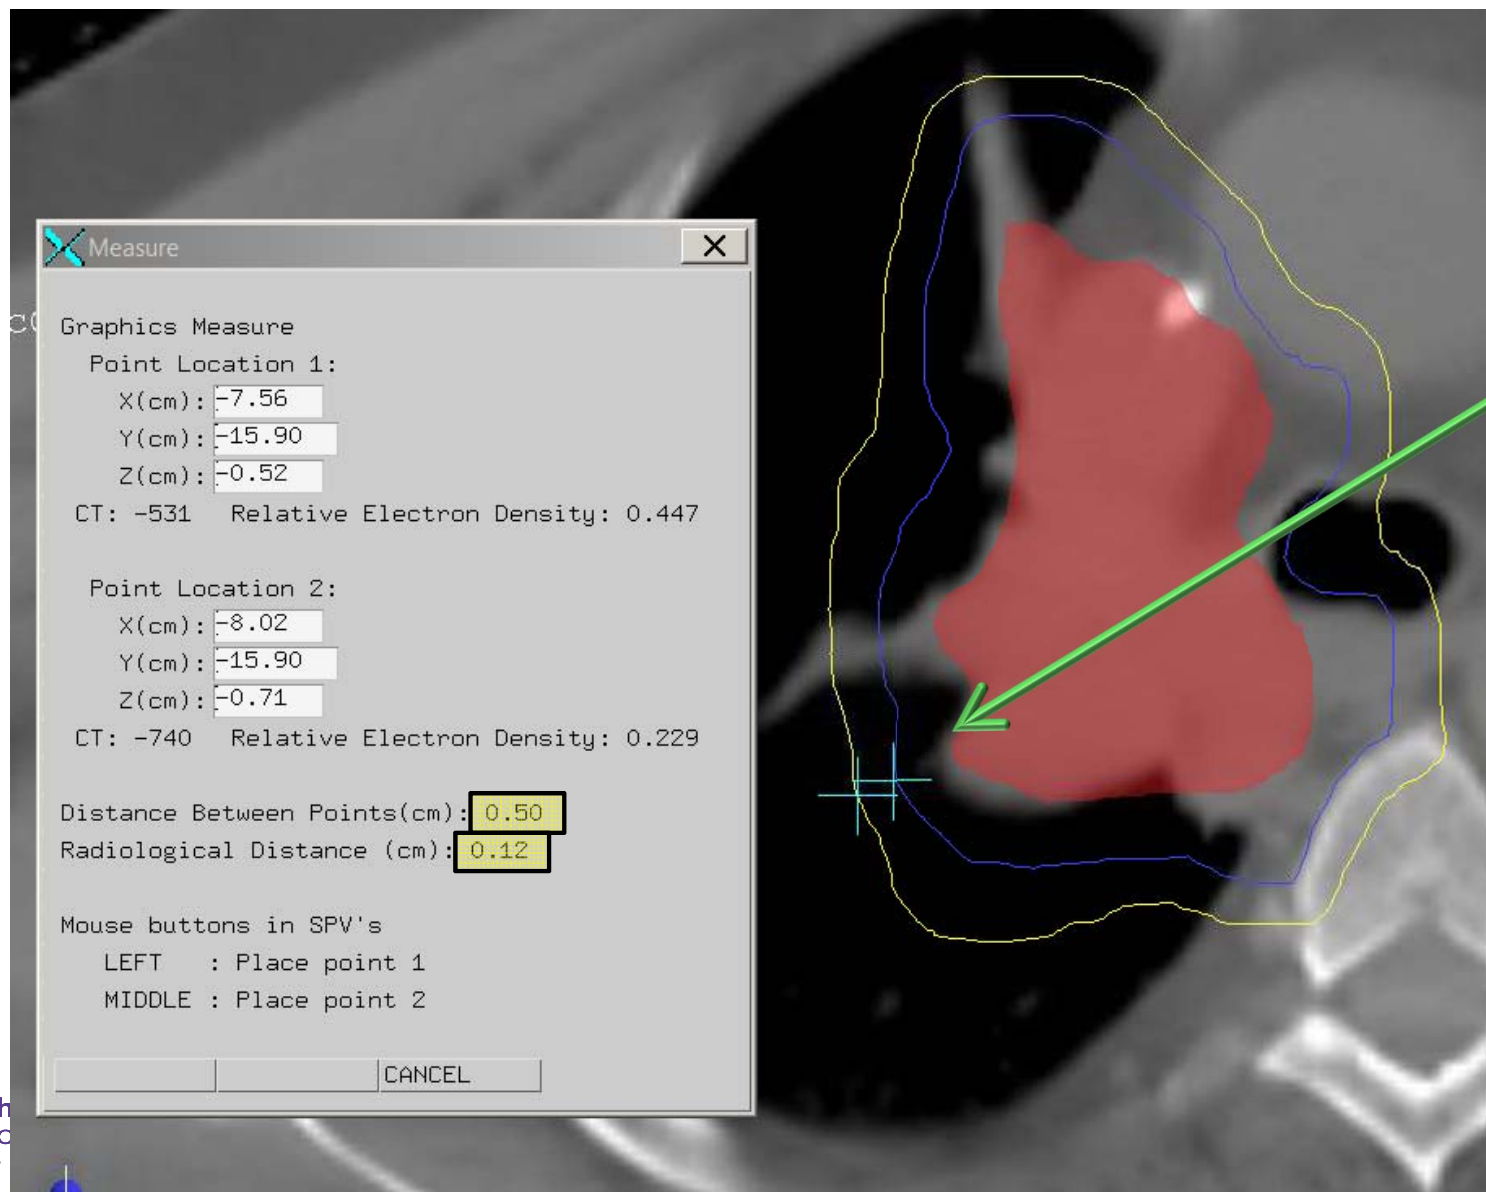 Measure
Graphics Measure
Point Location 1:
X(cm): -7.56
Y(cm): -15.90
Z(cm): -0.52
CT: -531 Relative Electron Density: 0.447
Point Location 2:
X(cm): -8.02
Y(cm): -15.90
Z(cm): -0.71
CT: -740 Relative Electron Density: 0.229
Distance Between Points(cm): 0.50
Radiological Distance (cm): 0.12
Mouse buttons in SPV's
LEFT : Place point 1
MIDDLE : Place point 2
CANCEL